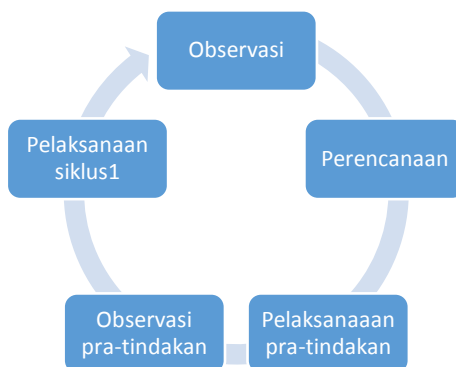 Observasi
Perencanaan
Pelaksanaaan
pra-tindakan
Observasi
pra-tindakan
Pelaksanaan
siklus1